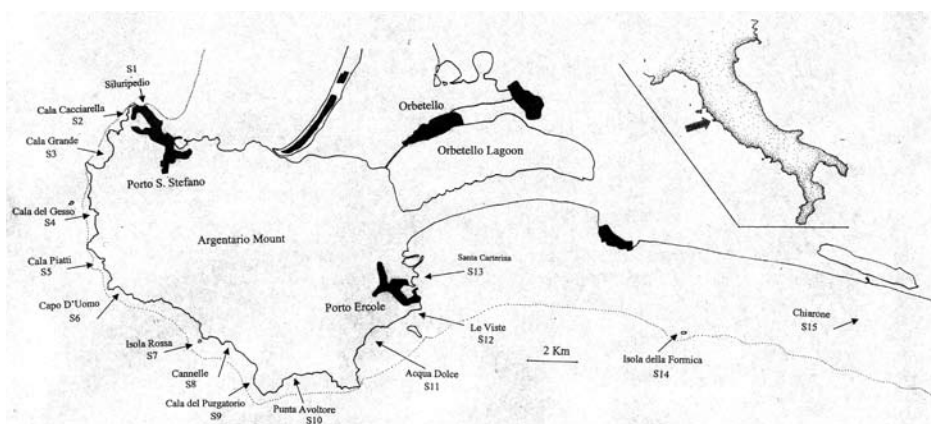 S1
Siluripedio
Cala Cacciarella
S2
Cala Grande
S3
Porto S. Stefano
Orbetello
Orbetello Lagoon
Cala del Gesso
S4
Argentario Mount
Cala Piatti
S5
Capo D'Uomo
S6
Santa Carterina
S13
Porto Ercole
Le Viste
S12
Chiarone
S15
Isola Rossa
S7
Cannelle
S8
2 Km
Isola della Formica
S14
Acqua Dolce
S11
Cala del Purgatorio
S9
Punta Avoltore
S10